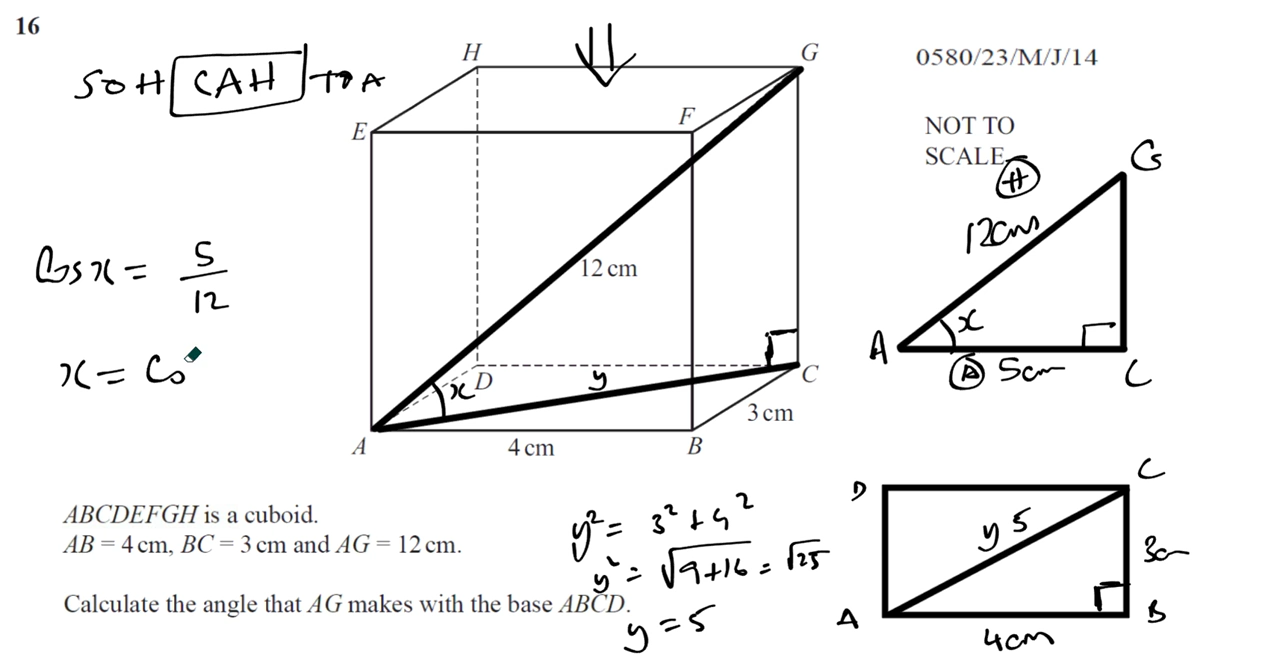 16
0580/23/M/J/14
SOH CAH TOA
H
G
E
F
NOT TO
SCALE
H
G
12cm
Cos x = 5/12
12 cm
A
x
A 5cm
C
x = Cos
x
D
y
C
3 cm
A
4 cm
B
ABCDEFGH is a cuboid.
AB = 4 cm, BC = 3 cm and AG = 12 cm.
Calculate the angle that AG makes with the base ABCD.
y² = 3² + 4²
y² = √9+16 = √25
y = 5
D
C
y 5
3cm
A
B
4cm